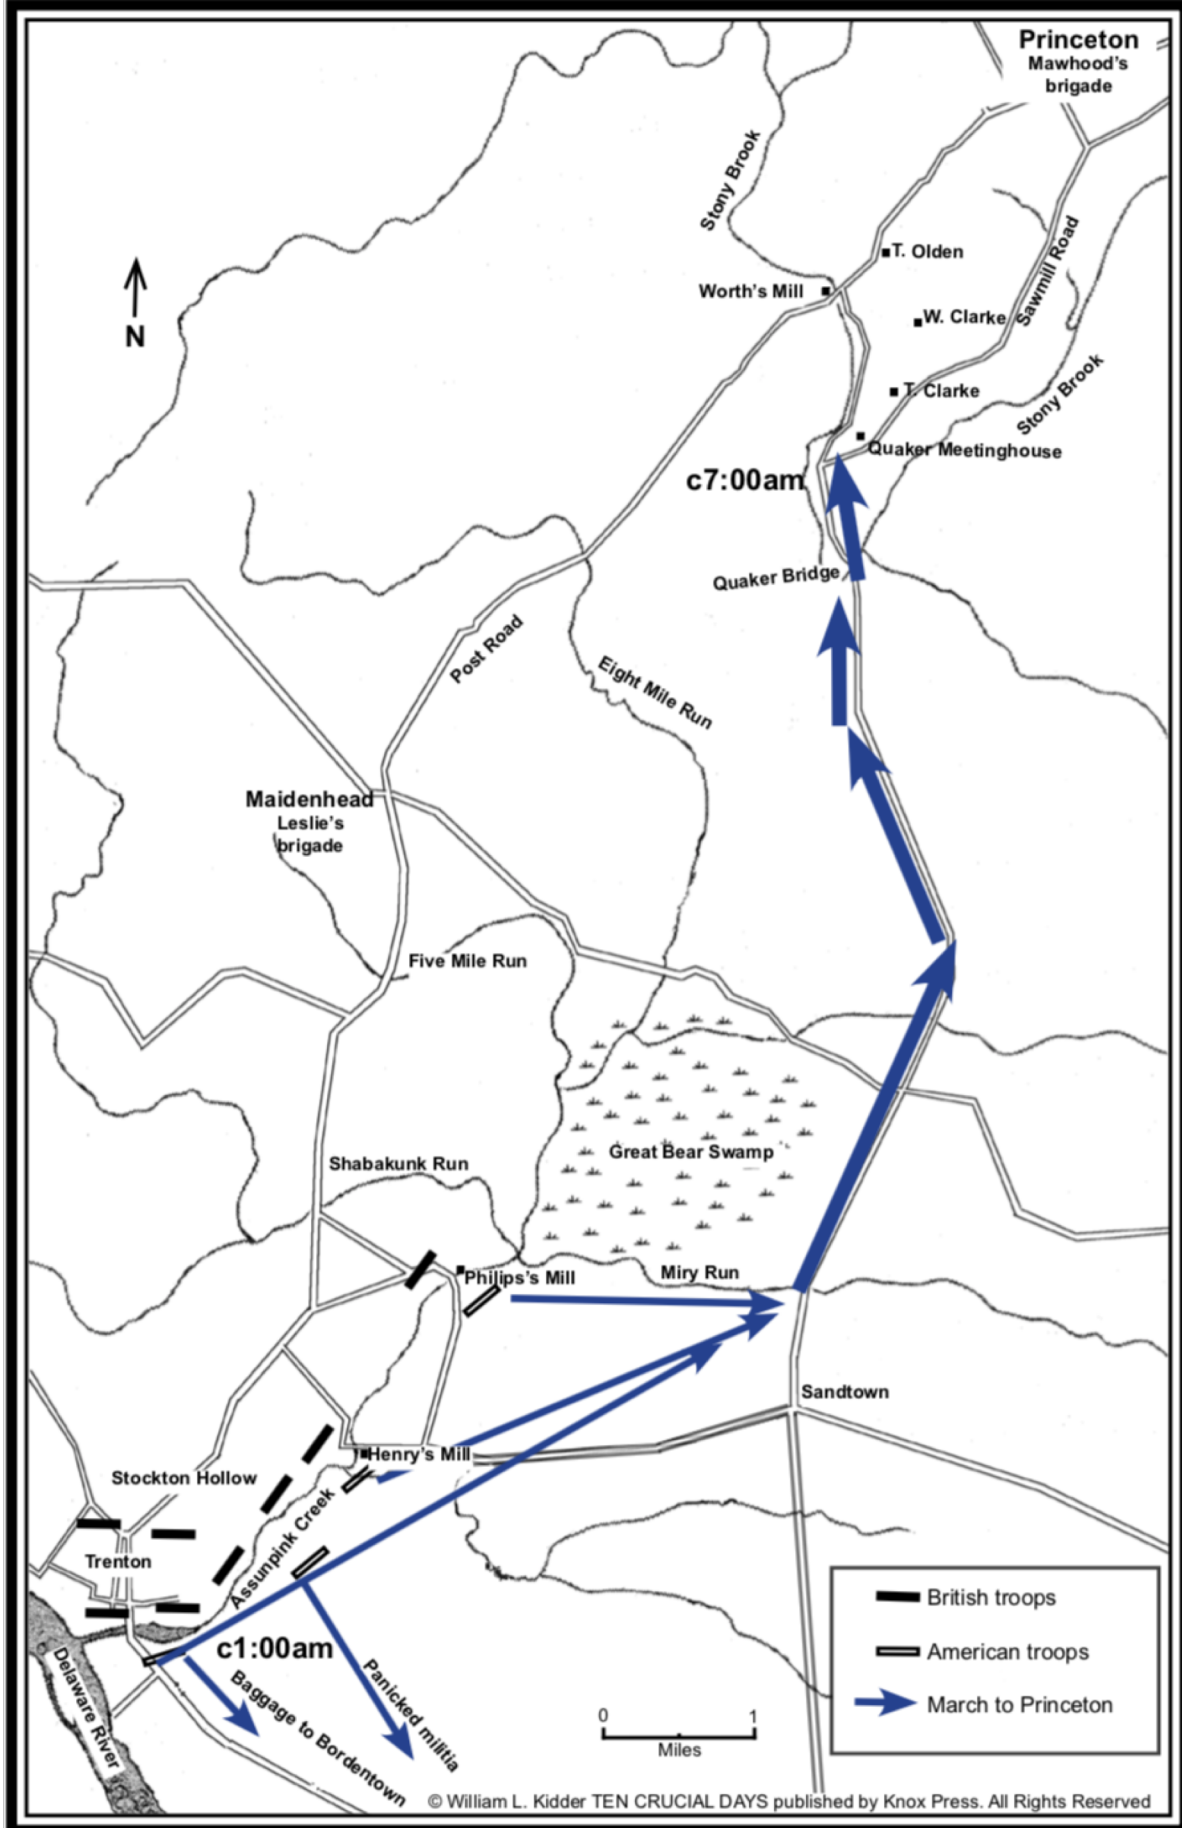 Princeton
Mawhood's
brigade
Stony Brook
T. Olden
Worth's Mill
W. Clarke
Sawmill Road
T. Clarke
Stony Brook
Quaker Meetinghouse
N
c7:00am
Quaker Bridge
Post Road
Eight Mile Run
Maidenhead
Leslie's
brigade
Five Mile Run
Great Bear Swamp
Shabakunk Run
Philips's Mill
Miry Run
Sandtown
Henry's Mill
Stockton Hollow
Assunpink Creek
Trenton
c1:00am
Delaware River
Baggage to Bordentown
Panicked militia
0 1
Miles
British troops
American troops
March to Princeton
© William L. Kidder TEN CRUCIAL DAYS published by Knox Press. All Rights Reserved